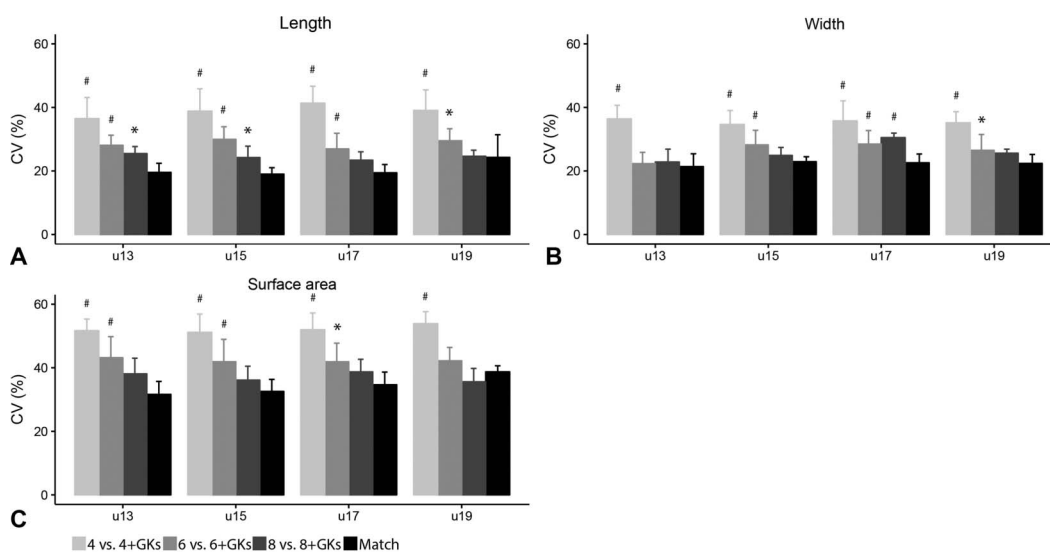 Length
CV (%)
60
40
20
0
# # * # # * # # # *
u13 u15 u17 u19
A
Width
CV (%)
60
40
20
0
# # # # # # # *
u13 u15 u17 u19
B
Surface area
CV (%)
60
40
20
0
# # # # # * #
u13 u15 u17 u19
C
4 vs. 4+GKs 6 vs. 6+GKs 8 vs. 8+GKs Match